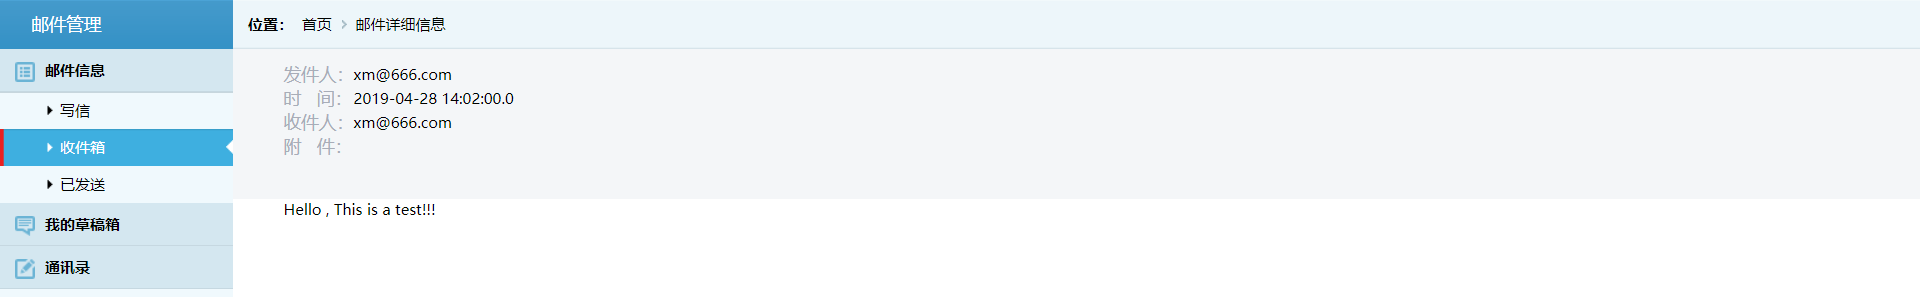 邮件管理
位置： 首页 > 邮件详细信息
邮件信息
写信
收件箱
已发送
我的草稿箱
通讯录
发件人：xm@666.com
时 间：2019-04-28 14:02:00.0
收件人：xm@666.com
附 件：
Hello , This is a test!!!